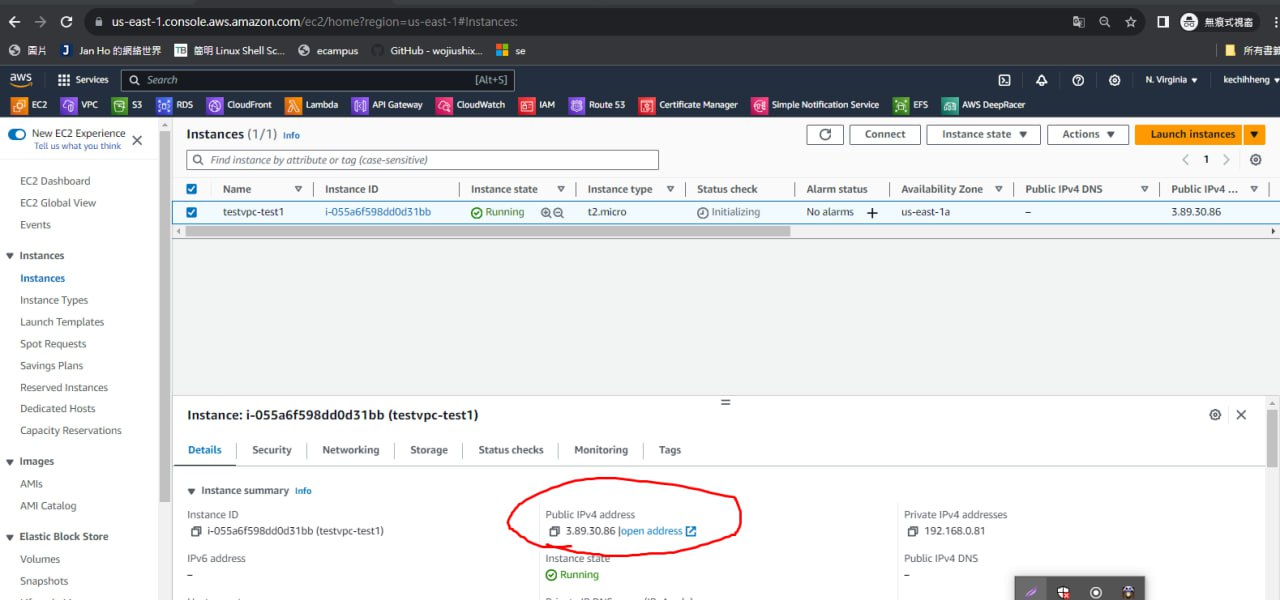 us-east-1.console.aws.amazon.com/ec2/home?region=us-east-1#Instances:
無痕式視窗
圖片 Jan Ho 的網絡世界 TB 簡明 Linux Shell Sc... ecampus GitHub - wojiushix... se 所有書籤
aws Services Search [Alt+S] N. Virginia kechihheng
EC2 VPC S3 RDS CloudFront Lambda API Gateway CloudWatch IAM Route 53 Certificate Manager Simple Notification Service EFS AWS DeepRacer
New EC2 Experience
Tell us what you think
EC2 Dashboard
EC2 Global View
Events
Instances
Instances
Instance Types
Launch Templates
Spot Requests
Savings Plans
Reserved Instances
Dedicated Hosts
Capacity Reservations
Images
AMIs
AMI Catalog
Elastic Block Store
Volumes
Snapshots
Instances (1/1) Info
Connect Instance state Actions Launch instances
Find instance by attribute or tag (case-sensitive)
1
Name Instance ID Instance state Instance type Status check Alarm status Availability Zone Public IPv4 DNS Public IPv4 ...
testvpc-test1 i-055a6f598dd0d31bb Running t2.micro Initializing No alarms + us-east-1a – 3.89.30.86
Instance: i-055a6f598dd0d31bb (testvpc-test1)
Details Security Networking Storage Status checks Monitoring Tags
Instance summary Info
Instance ID
i-055a6f598dd0d31bb (testvpc-test1)
Public IPv4 address
3.89.30.86 |open address
Private IPv4 addresses
192.168.0.81
IPv6 address
–
Instance state
Running
Public IPv4 DNS
–